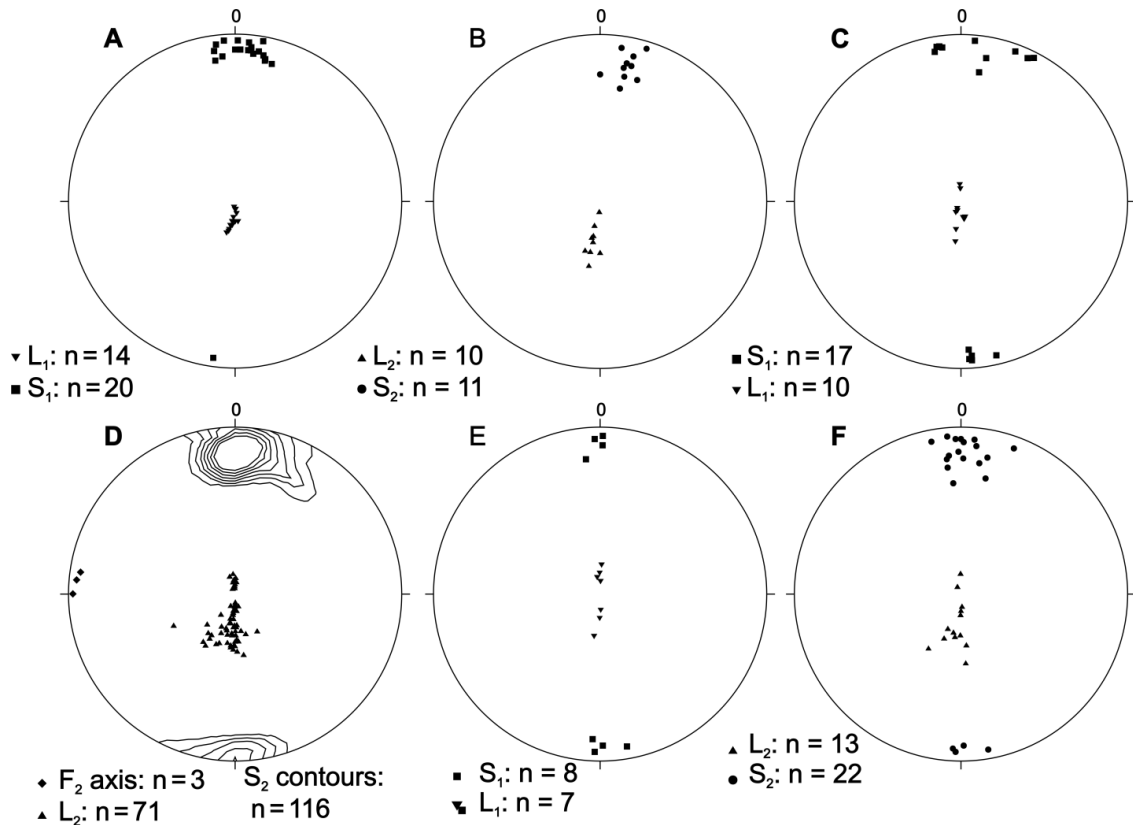 0 0 0
A B C
L₁: n = 14
S₁: n = 20
L₂: n = 10
S₂: n = 11
S₁: n = 17
L₁: n = 10
0 0 0
D E F
F₂ axis: n = 3
L₂: n = 71
S₂ contours:
n = 116
S₁: n = 8
L₁: n = 7
L₂: n = 13
S₂: n = 22